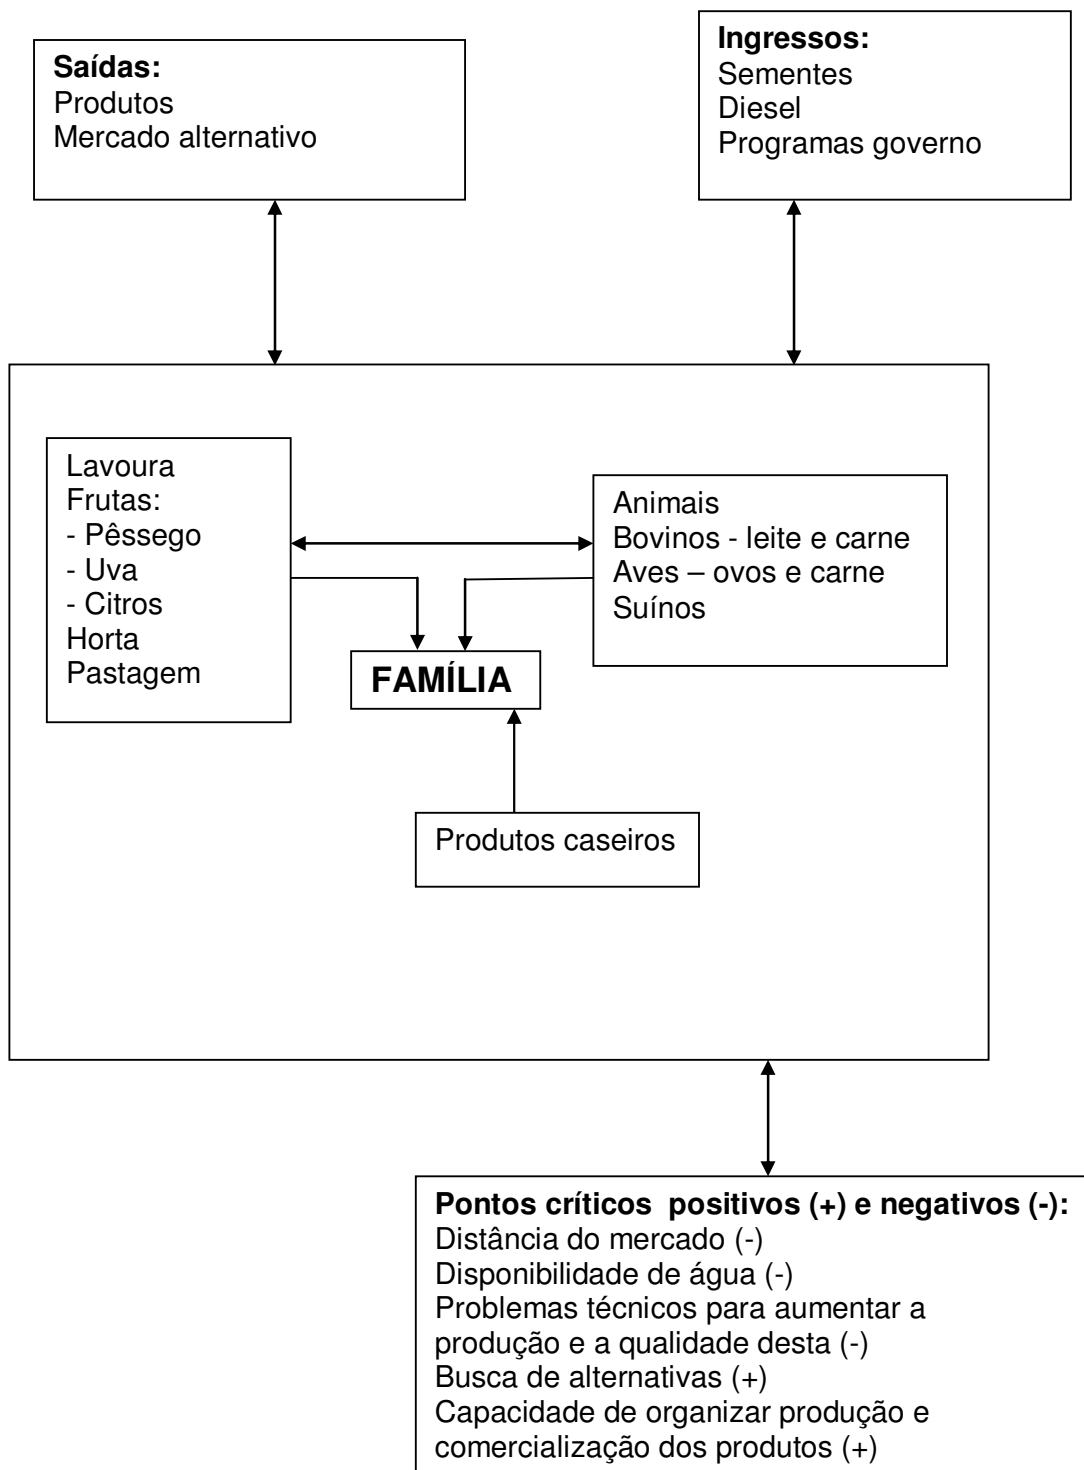 Saídas:
Produtos
Mercado alternativo
Ingressos:
Sementes
Diesel
Programas governo
Lavoura
Frutas:
- Pêssego
- Uva
- Citros
Horta
Pastagem
Animais
Bovinos - leite e carne
Aves – ovos e carne
Suínos
FAMÍLIA
Produtos caseiros
Pontos críticos  positivos (+) e negativos (-):
Distância do mercado (-)
Disponibilidade de água (-)
Problemas técnicos para aumentar a
produção e a qualidade desta (-)
Busca de alternativas (+)
Capacidade de organizar produção e
comercialização dos produtos (+)